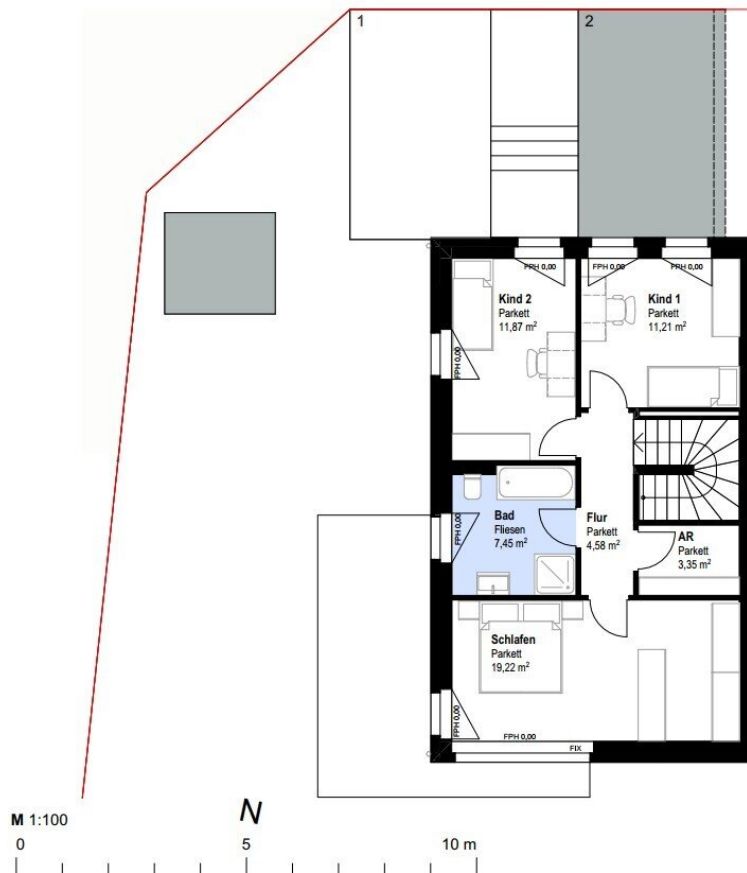 1
2
FPH 0,00
FPH 0,00
FPH 0,00
Kind 2
Parkett
11,87 m²
Kind 1
Parkett
11,21 m²
FPH 0,00
Bad
Fliesen
7,45 m²
FPH 0,00
Flur
Parkett
4,58 m²
AR
Parkett
3,35 m²
Schlafen
Parkett
19,22 m²
FPH 0,00
FPH 0,00
FIX
M 1:100
N
0
5
10 m